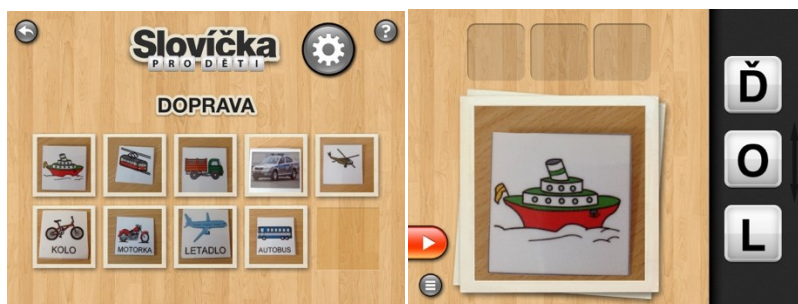 Slovíčka
PRO DĚTI
?
DOPRAVA
KOLO
MOTORKA
LETADLO
AUTOBUS
Ď
O
L